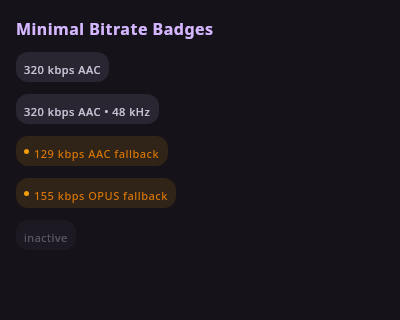 Minimal Bitrate Badges
320 kbps AAC
320 kbps AAC • 48 kHz
129 kbps AAC fallback
155 kbps OPUS fallback
inactive